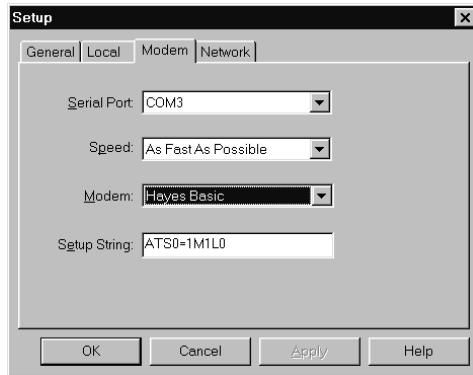 Setup
General Local Modem Network
Serial Port: COM3
Speed: As Fast As Possible
Modem: Hayes Basic
Setup String: ATS0=1M1L0
OK Cancel Apply Help